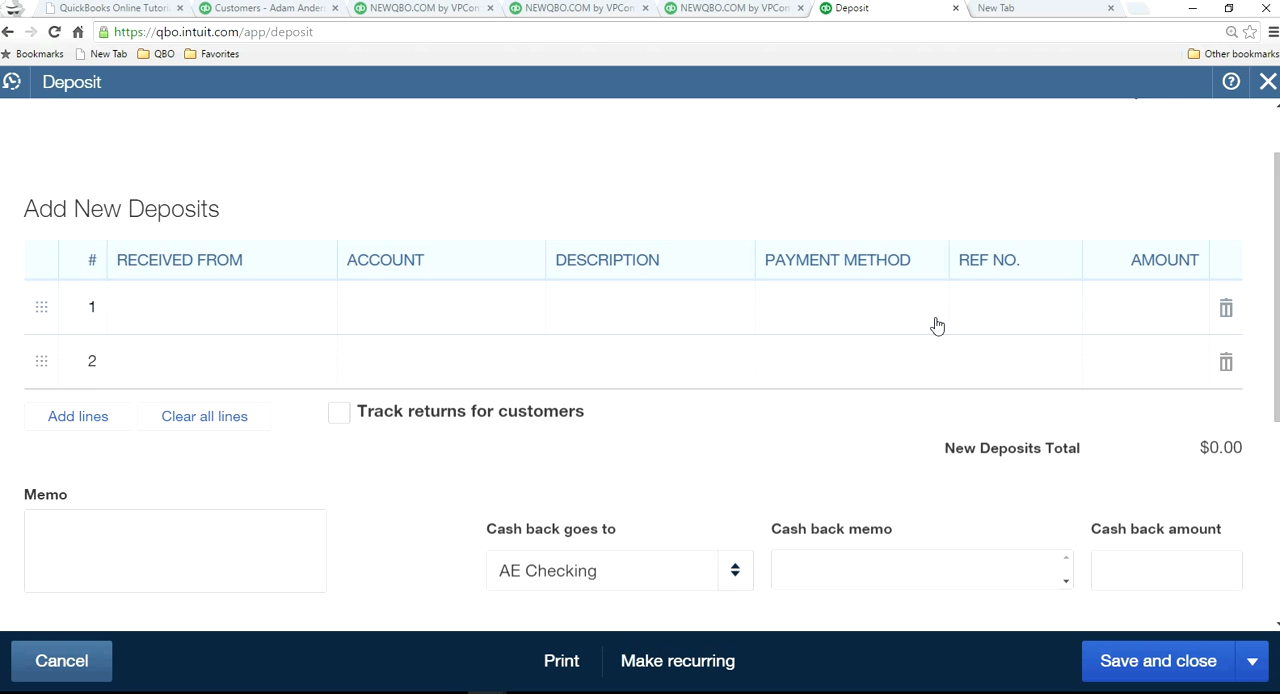 QuickBooks Online Tutori
Customers - Adam Ander
NEWQBO.COM by VPCon
NEWQBO.COM by VPCon
NEWQBO.COM by VPCon
Deposit
New Tab
https://qbo.intuit.com/app/deposit
Bookmarks
New Tab
QBO
Favorites
Other bookmarks
Deposit
Add New Deposits
# RECEIVED FROM ACCOUNT DESCRIPTION PAYMENT METHOD REF NO. AMOUNT
1
2
Add lines
Clear all lines
Track returns for customers
New Deposits Total $0.00
Memo
Cash back goes to
Cash back memo
Cash back amount
AE Checking
Cancel
Print
Make recurring
Save and close